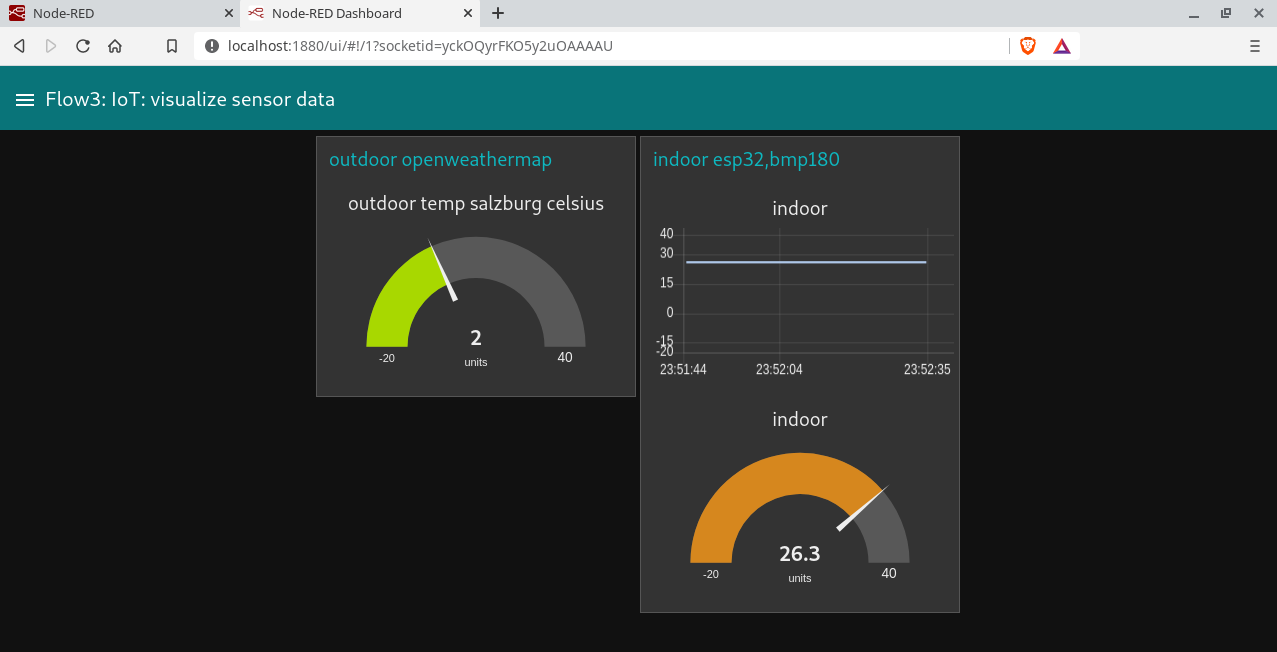 Node-RED
Node-RED Dashboard
localhost:1880/ui/#!/1?socketid=yckOQyrFKO5y2uOAAAAU
Flow3: IoT: visualize sensor data
outdoor openweathermap
outdoor temp salzburg celsius
2
units
-20
40
indoor esp32,bmp180
indoor
40
30
15
0
-15
-20
23:51:44 23:52:04 23:52:35
indoor
26.3
units
-20
40